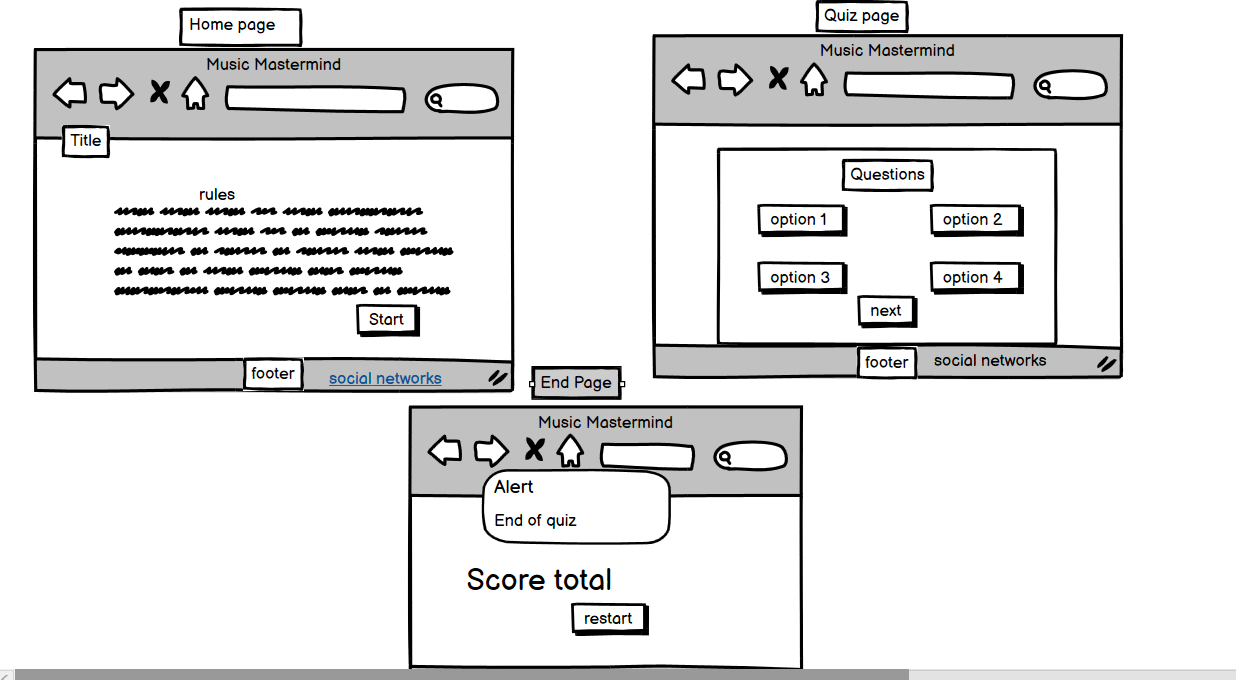 Home page
Music Mastermind
Title
rules
Start
footer
social networks
Quiz page
Music Mastermind
Questions
option 1
option 2
option 3
option 4
next
footer
social networks
End Page
Music Mastermind
Alert
End of quiz
Score total
restart